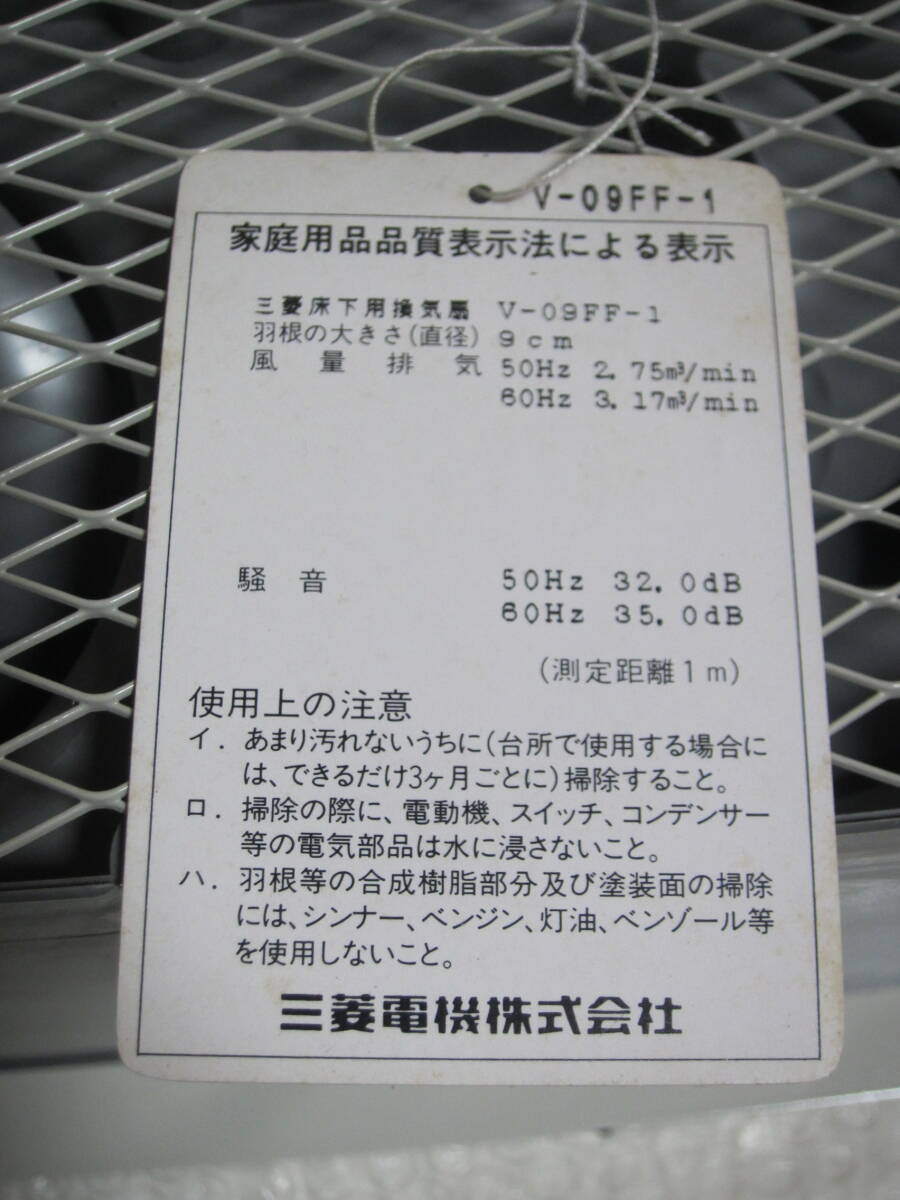 V-09FF-1
家庭用品品質表示法による表示
三菱床下用換気扇 V-09FF-1
羽根の大きさ(直径) 9cm
風量排気 50Hz 2.75m³/min
60Hz 3.17m³/min
騒音 50Hz 32.0dB
60Hz 35.0dB
(測定距離1m)
使用上の注意
イ. あまり汚れないうちに(台所で使用する場合に
は、できるだけ3ヶ月ごとに)掃除すること。
ロ. 掃除の際に、電動機、スイッチ、コンデンサー
等の電気部品は水に浸さないこと。
ハ. 羽根等の合成樹脂部分及び塗装面の掃除
には、シンナー、ベンジン、灯油、ベンゾール等
を使用しないこと。
三菱電機株式会社